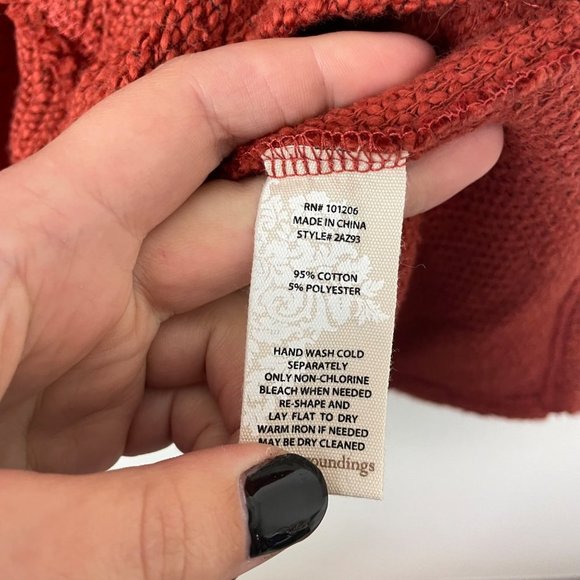 RN# 101206
MADE IN CHINA
STYLE# 2AZ93
95% COTTON
5% POLYESTER
HAND WASH COLD
SEPARATELY
ONLY NON-CHLORINE
BLEACH WHEN NEEDED
RE-SHAPE AND
LAY FLAT TO DRY
WARM IRON IF NEEDED
MAY BE DRY CLEANED